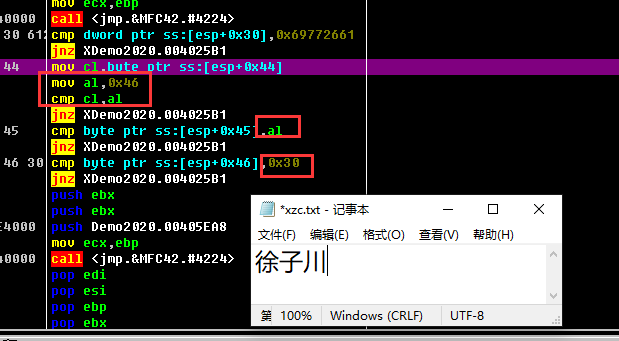 mov ecx,ebp
40000 call <jmp.&MFC42.#4224>
30 612 cmp dword ptr ss:[esp+0x30],0x69772661
jnz XDemo2020.004025B1
44 mov cl,byte ptr ss:[esp+0x44]
mov al,0x46
cmp cl,al
jnz XDemo2020.004025B1
45 cmp byte ptr ss:[esp+0x45],al
jnz XDemo2020.004025B1
46 30 cmp byte ptr ss:[esp+0x46],0x30
jnz XDemo2020.004025B1
push ebx
push ebx
E4000 push Demo2020.00405EA8
mov ecx,ebp
40000 call <jmp.&MFC42.#4224>
pop edi
pop esi
pop ebp
pop ebx
*xzc.txt - 记事本
文件(F) 编辑(E) 格式(O) 查看(V) 帮助(H)
徐子川
第 100% Windows (CRLF) UTF-8